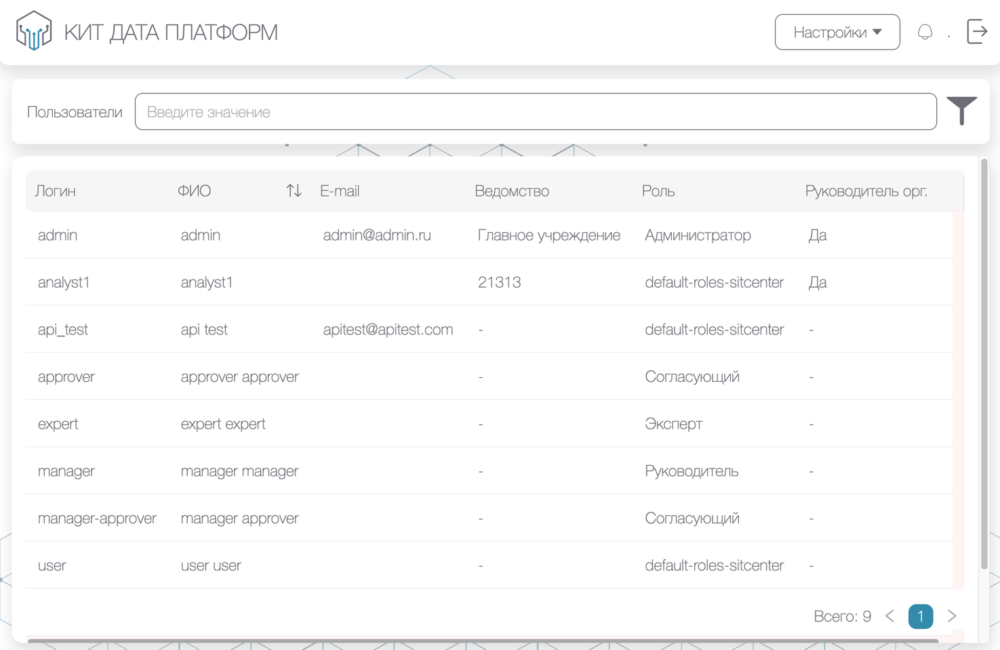 КИТ ДАТА ПЛАТФОРМ
Настройки
.
Пользователи
Введите значение
Логин ФИО E-mail Ведомство Роль Руководитель орг.
admin admin admin@admin.ru Главное учреждение Администратор Да
analyst1 analyst1 21313 default-roles-sitcenter Да
api_test api test apitest@apitest.com - default-roles-sitcenter -
approver approver approver - Согласующий -
expert expert expert - Эксперт -
manager manager manager - Руководитель -
manager-approver manager approver - Согласующий -
user user user - default-roles-sitcenter -
Всего: 9 < 1 >